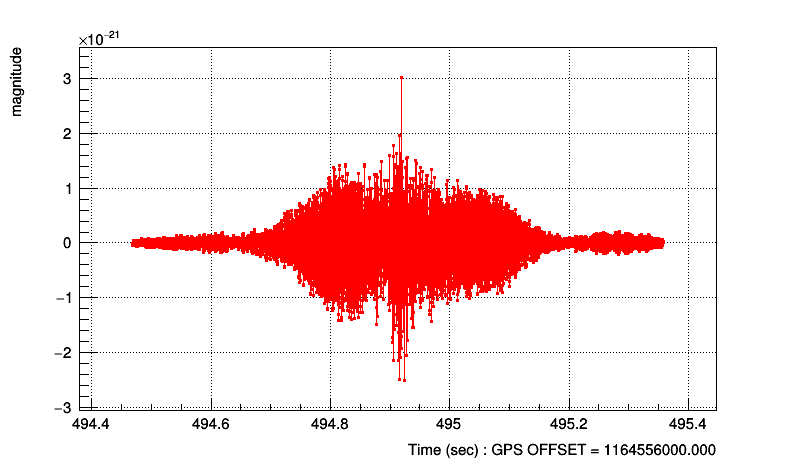 ×10⁻²¹
magnitude
3
2
1
0
−1
−2
−3
494.4 494.6 494.8 495 495.2 495.4
Time (sec) : GPS OFFSET = 1164556000.000